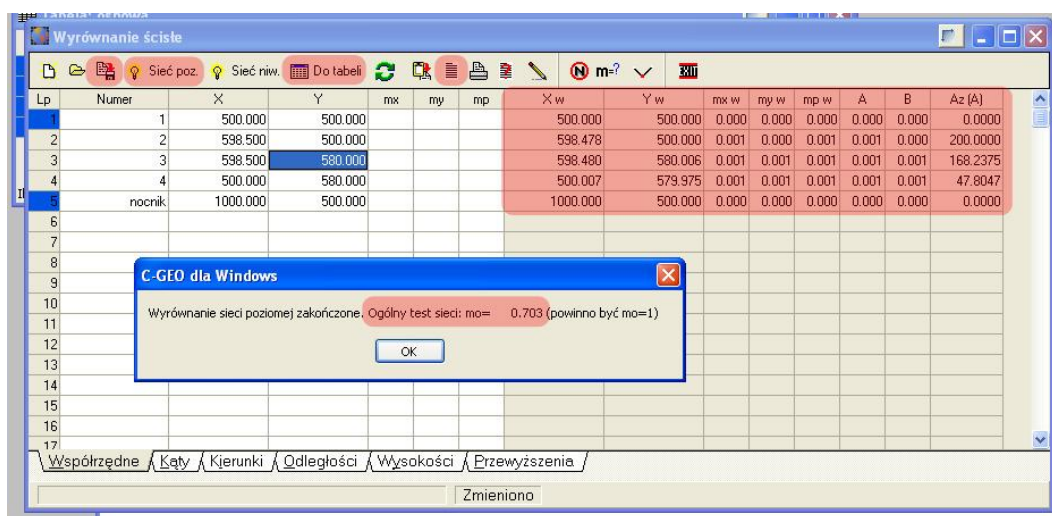 Tabela: osnowa
Wyrównanie ścisłe
Sieć poz. Sieć niw. Do tabeli m=?
Lp Numer X Y mx my mp X w Y w mx w my w mp w A B Az (A)
1 1 500.000 500.000 500.000 500.000 0.000 0.000 0.000 0.000 0.000 0.0000
2 2 598.500 500.000 598.478 500.000 0.001 0.000 0.001 0.001 0.000 200.0000
3 3 598.500 580.000 598.480 580.006 0.001 0.001 0.001 0.001 0.001 168.2375
4 4 500.000 580.000 500.007 579.975 0.001 0.001 0.001 0.001 0.001 47.8047
5 nocnik 1000.000 500.000 1000.000 500.000 0.000 0.000 0.000 0.000 0.000 0.0000
6
7
8
9
10
11
12
13
14
15
16
17
C-GEO dla Windows
Wyrównanie sieci poziomej zakończone. Ogólny test sieci: mo= 0.703 (powinno być mo=1)
OK
Współrzędne Kąty Kierunki Odległości Wysokości Przewyższenia
Zmieniono